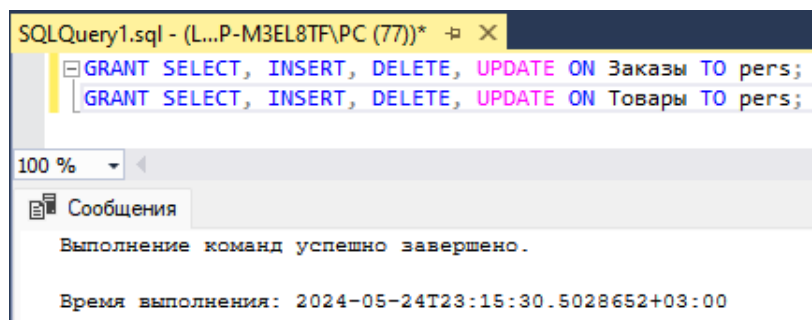 SQLQuery1.sql - (L...P-M3EL8TF\PC (77))*
GRANT SELECT, INSERT, DELETE, UPDATE ON Заказы TO pers;
GRANT SELECT, INSERT, DELETE, UPDATE ON Товары TO pers;
100 %
Сообщения
Выполнение команд успешно завершено.
Время выполнения: 2024-05-24T23:15:30.5028652+03:00